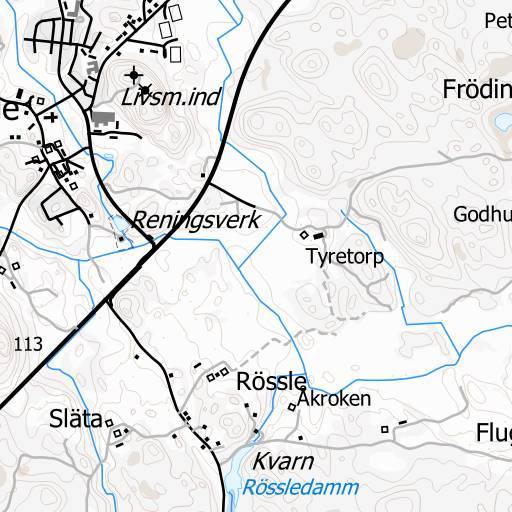 Pet
Frödin
Livsm.ind
e
Reningsverk
Godhu
Tyretorp
113
Rössle
Åkroken
Släta
Flug
Kvarn
Rössledamm